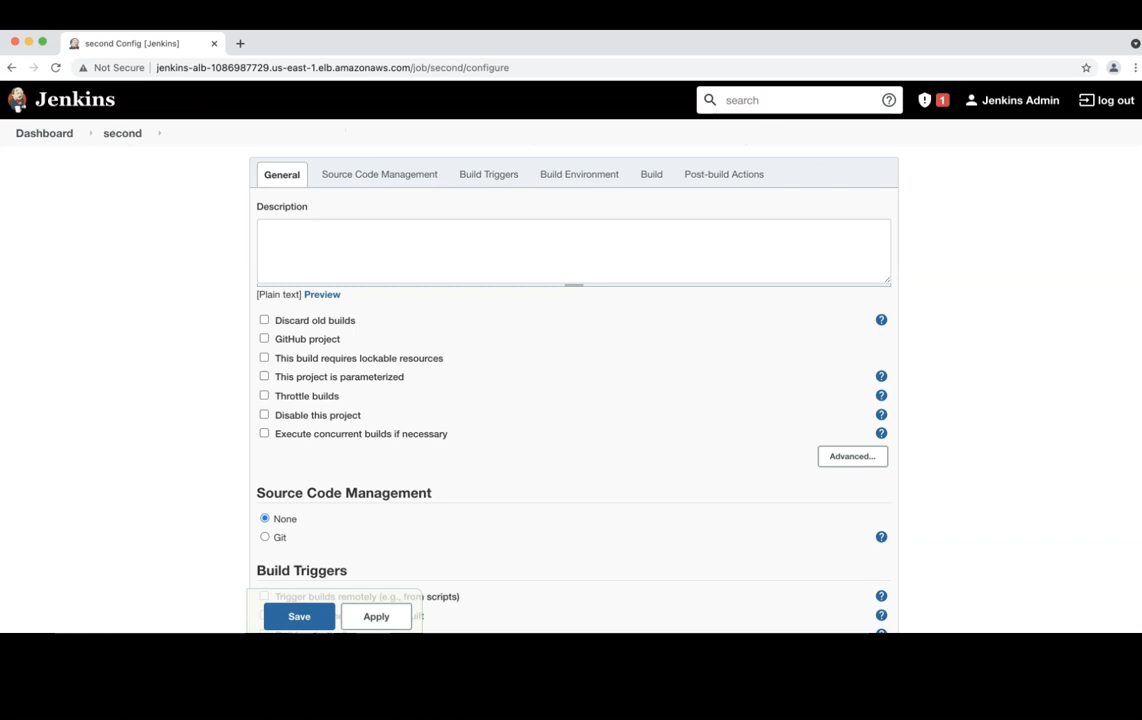 second Config [Jenkins]
Not Secure jenkins-alb-1086987729.us-east-1.elb.amazonaws.com/job/second/configure
Jenkins search 1 Jenkins Admin log out
Dashboard second
General Source Code Management Build Triggers Build Environment Build Post-build Actions
Description
[Plain text] Preview
Discard old builds
GitHub project
This build requires lockable resources
This project is parameterized
Throttle builds
Disable this project
Execute concurrent builds if necessary
Advanced...
Source Code Management
None
Git
Build Triggers
Trigger builds remotely (e.g., from scripts)
Save Apply